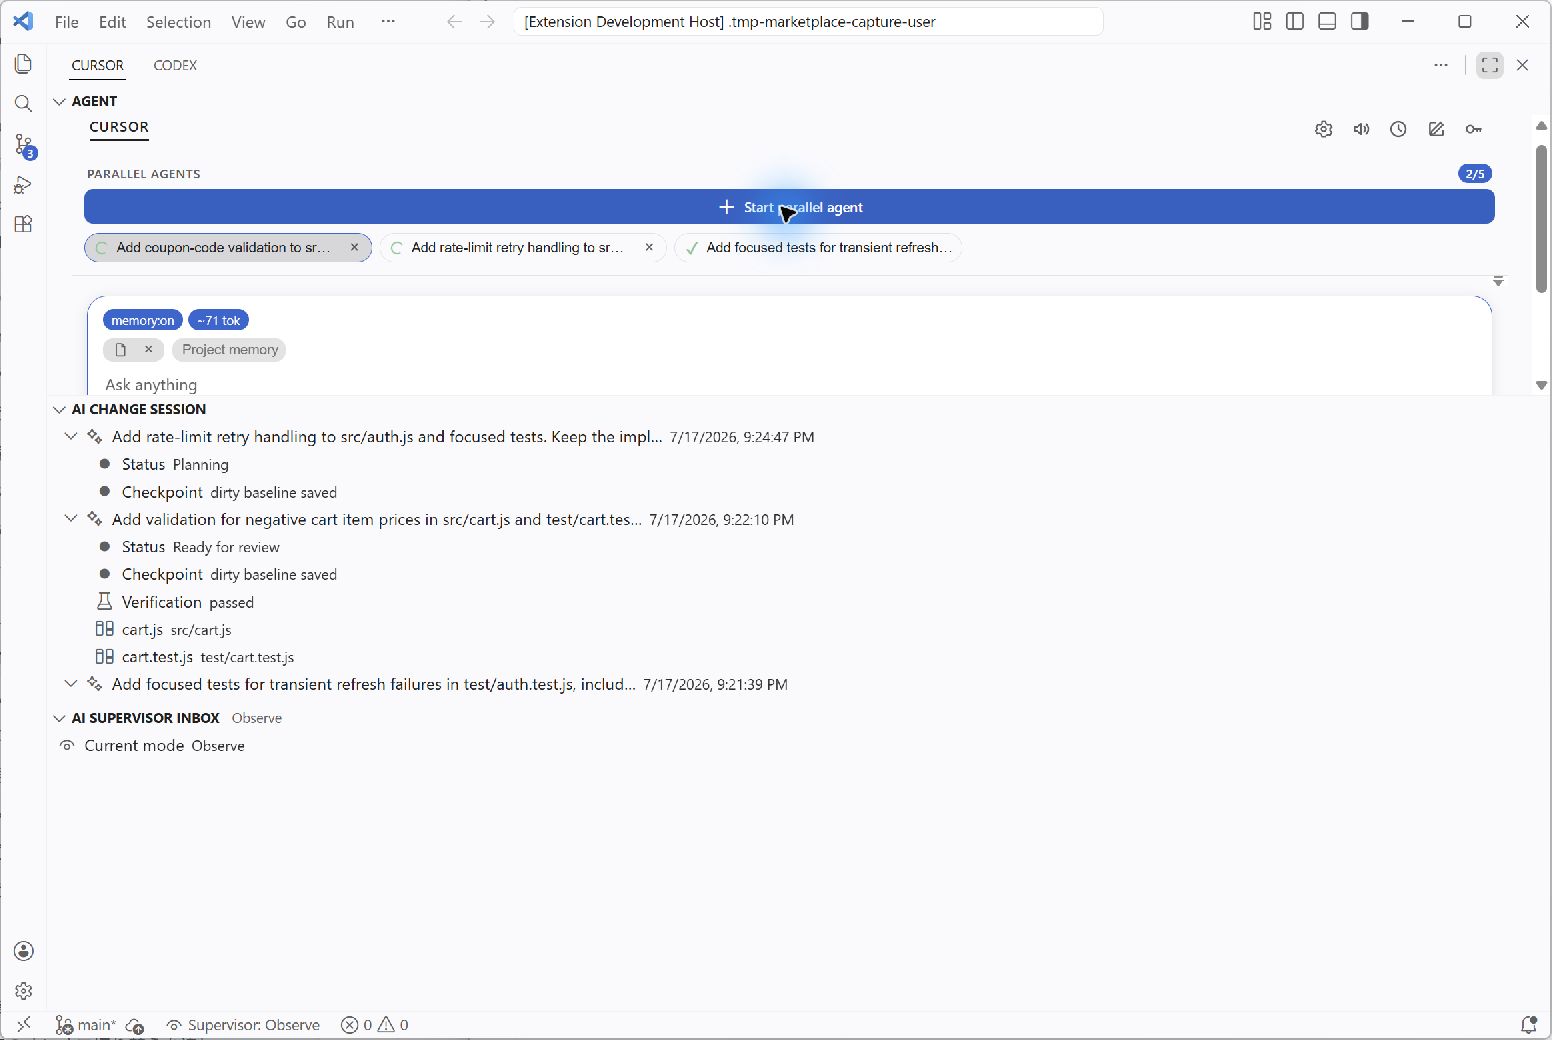 File Edit Selection View Go Run ··· [Extension Development Host] .tmp-marketplace-capture-user
CURSOR CODEX
AGENT
CURSOR
PARALLEL AGENTS 2/5
Start parallel agent
Add coupon-code validation to sr... × Add rate-limit retry handling to sr... × Add focused tests for transient refresh...
memory:on ~71 tok
× Project memory
Ask anything
AI CHANGE SESSION
Add rate-limit retry handling to src/auth.js and focused tests. Keep the impl... 7/17/2026, 9:24:47 PM
Status Planning
Checkpoint dirty baseline saved
Add validation for negative cart item prices in src/cart.js and test/cart.tes... 7/17/2026, 9:22:10 PM
Status Ready for review
Checkpoint dirty baseline saved
Verification passed
cart.js src/cart.js
cart.test.js test/cart.test.js
Add focused tests for transient refresh failures in test/auth.test.js, includ... 7/17/2026, 9:21:39 PM
AI SUPERVISOR INBOX Observe
Current mode Observe
3
main* Supervisor: Observe 0 0